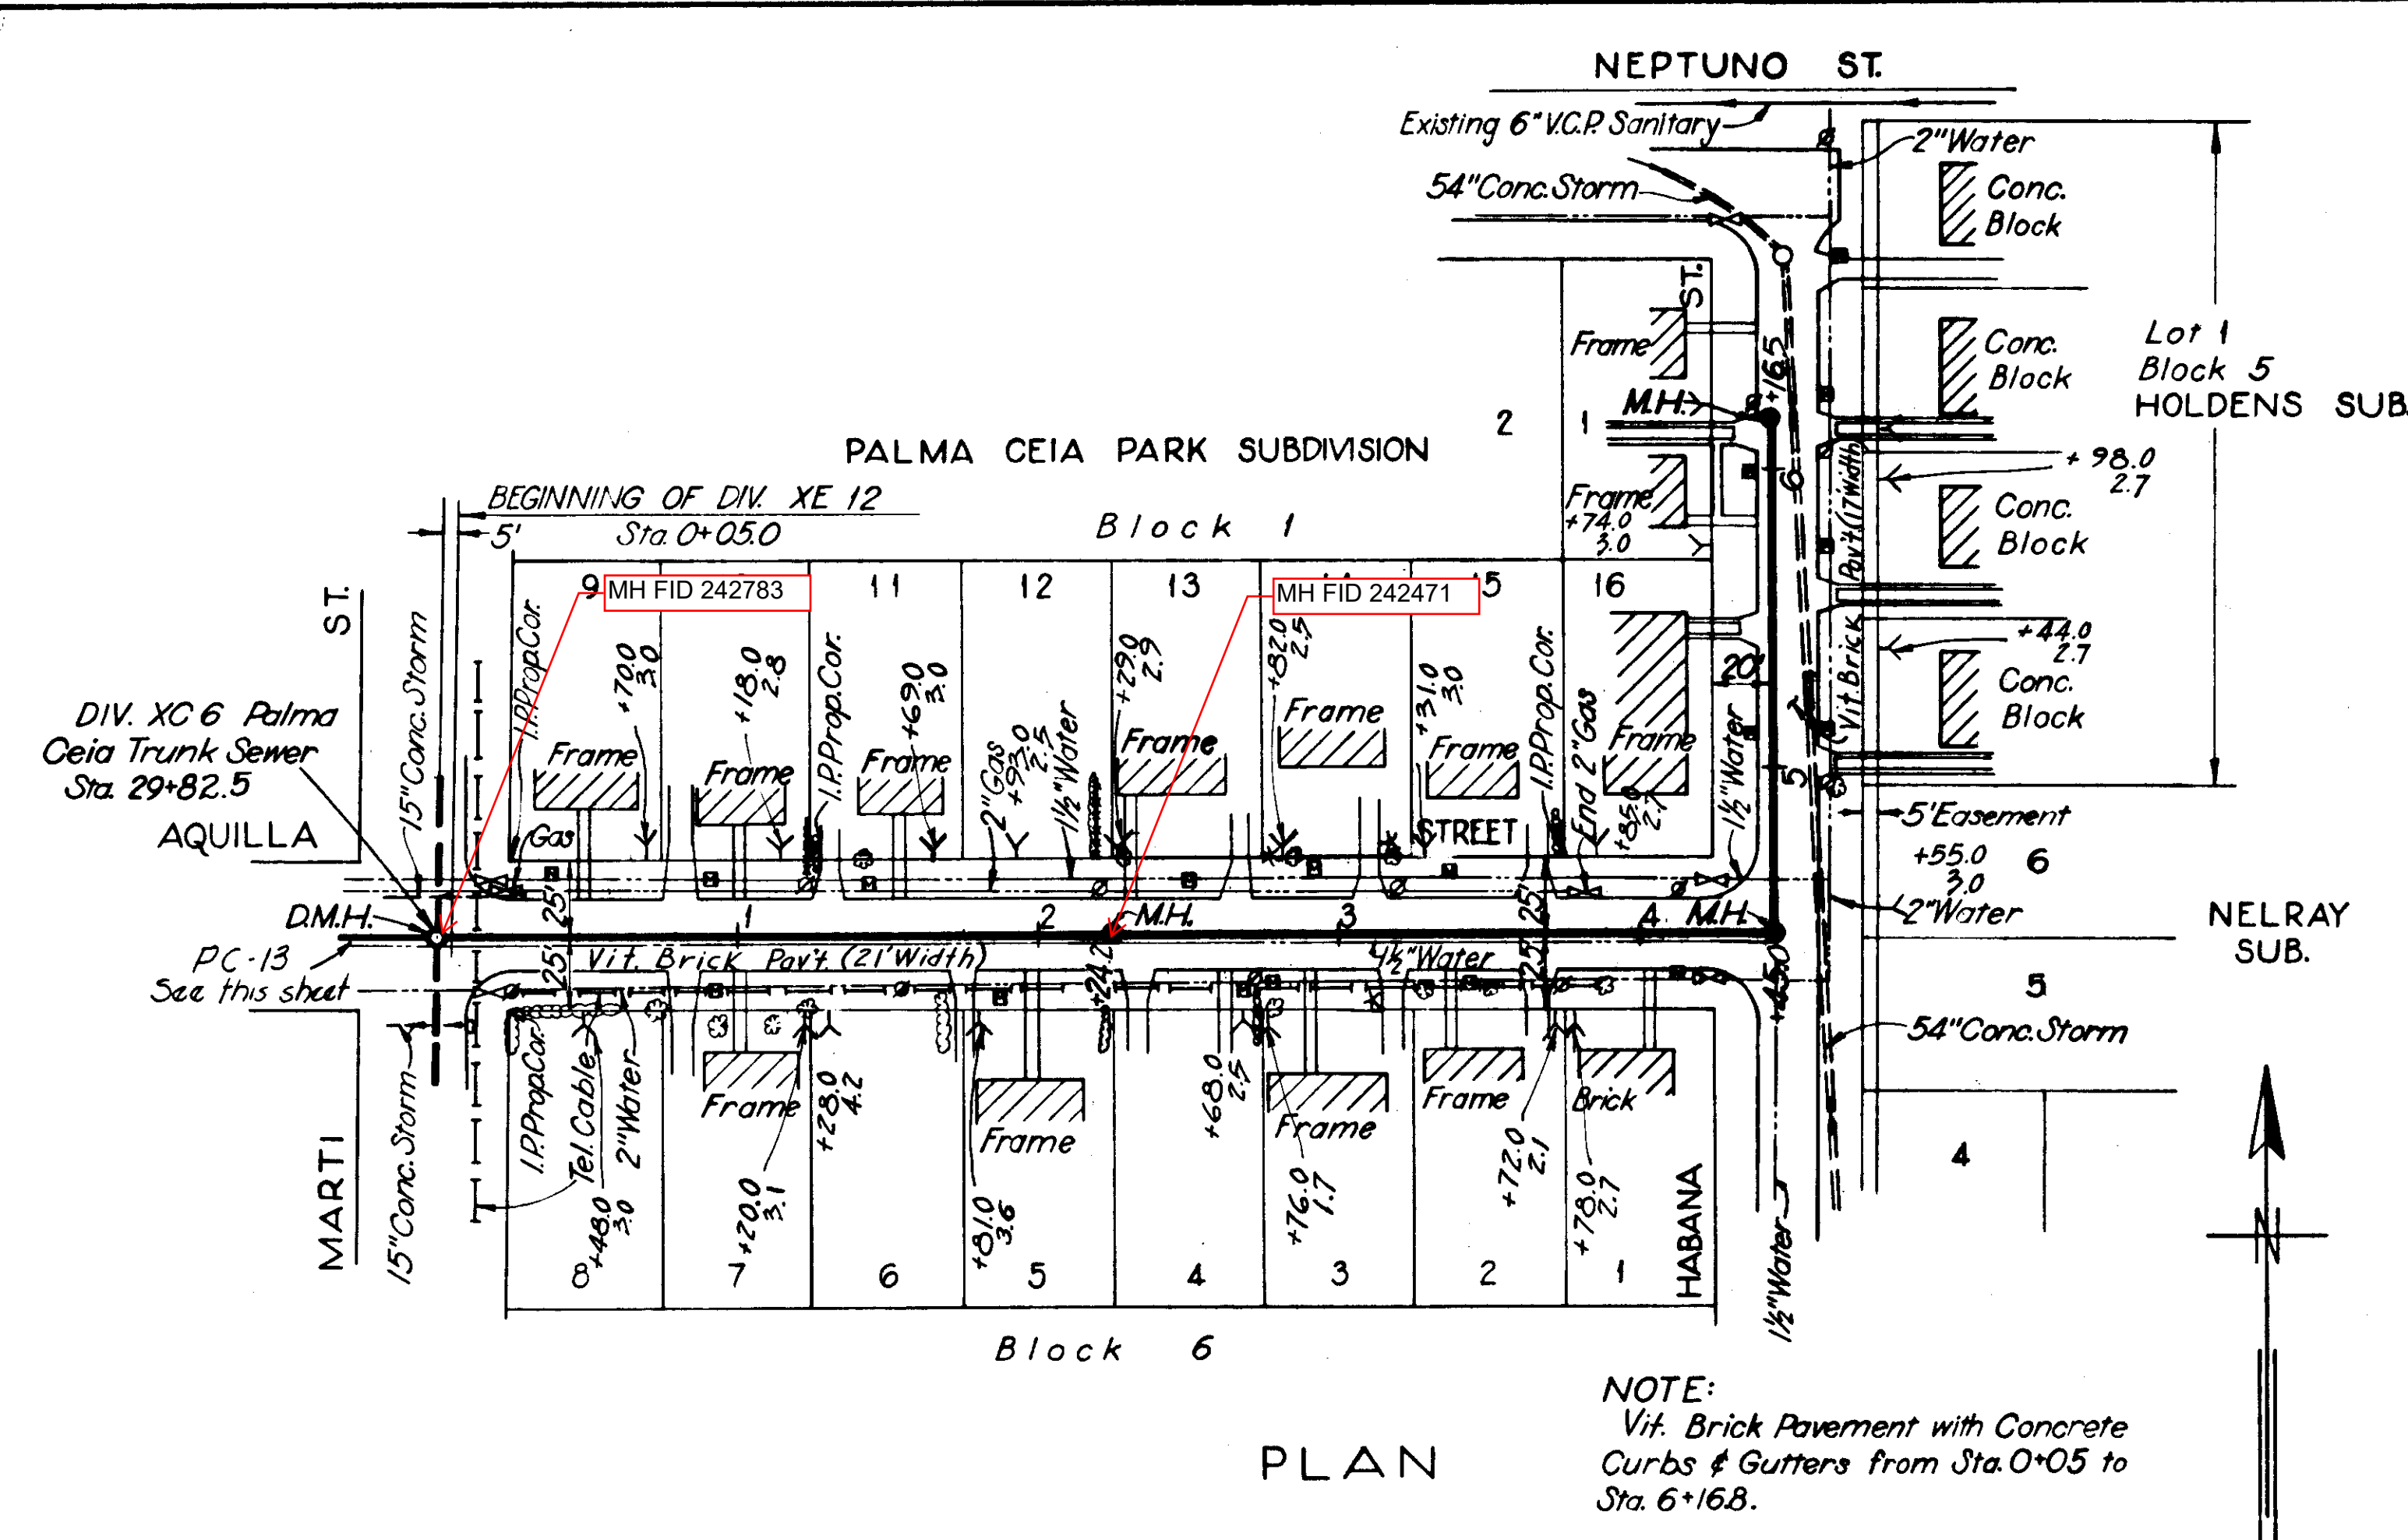 NEPTUNO ST.
Existing 6" V.C.P. Sanitary
2" Water
54" Conc. Storm
Conc.
Block
ST.
Frame
+16.5
Conc.
Block
Lot 1
Block 5
HOLDENS SUB.
M.H.
2
1
PALMA CEIA PARK SUBDIVISION
+98.0
2.7
BEGINNING OF DIV. XE 12
Sta. 0+05.0
5'
Block 1
Frame
+74.0
3.0
6
Vit. Brick Pav't. (17' Width)
Conc.
Block
9
MH FID 242783
11
12
13
MH FID 242471
15
16
ST.
15" Conc. Storm
I.P. Prop. Cor.
+70.0
3.0
+18.0
2.8
I.P. Prop. Cor.
+69.0
3.0
+29.0
2.9
+82.0
2.5
+31.0
3.0
I.P. Prop. Cor.
20'
+44.0
2.7
Conc.
Block
DIV. XC 6 Palma
Ceia Trunk Sewer
Sta. 29+82.5
Frame
Frame
Frame
2" Gas
+93.0
2.5
1½" Water
Frame
Frame
Frame
End 2" Gas
Frame
+85.0
2.7
1½" Water
5
AQUILLA
Gas
STREET
5' Easement
+55.0
3.0
6
2" Water
D.M.H.
25'
25'
1
2
M.H.
3
25'
25'
4
M.H.
NELRAY
SUB.
PC-13
See this sheet
Vit. Brick Pav't. (21' Width)
+24.2
+45.0
5
54" Conc. Storm
15" Conc. Storm
I.P. Prop. Cor.
Tel. Cable
2" Water
Frame
+28.0
4.2
Frame
+68.0
2.5
Frame
Frame
Brick
4
MARTI
+48.0
3.0
+20.0
3.1
+81.0
3.6
+76.0
1.7
+72.0
2.1
+78.0
2.7
HABANA
1½" Water
8
7
6
5
4
3
2
1
N
Block 6
NOTE:
Vit. Brick Pavement with Concrete
Curbs & Gutters from Sta. 0+05 to
Sta. 6+16.8.
PLAN